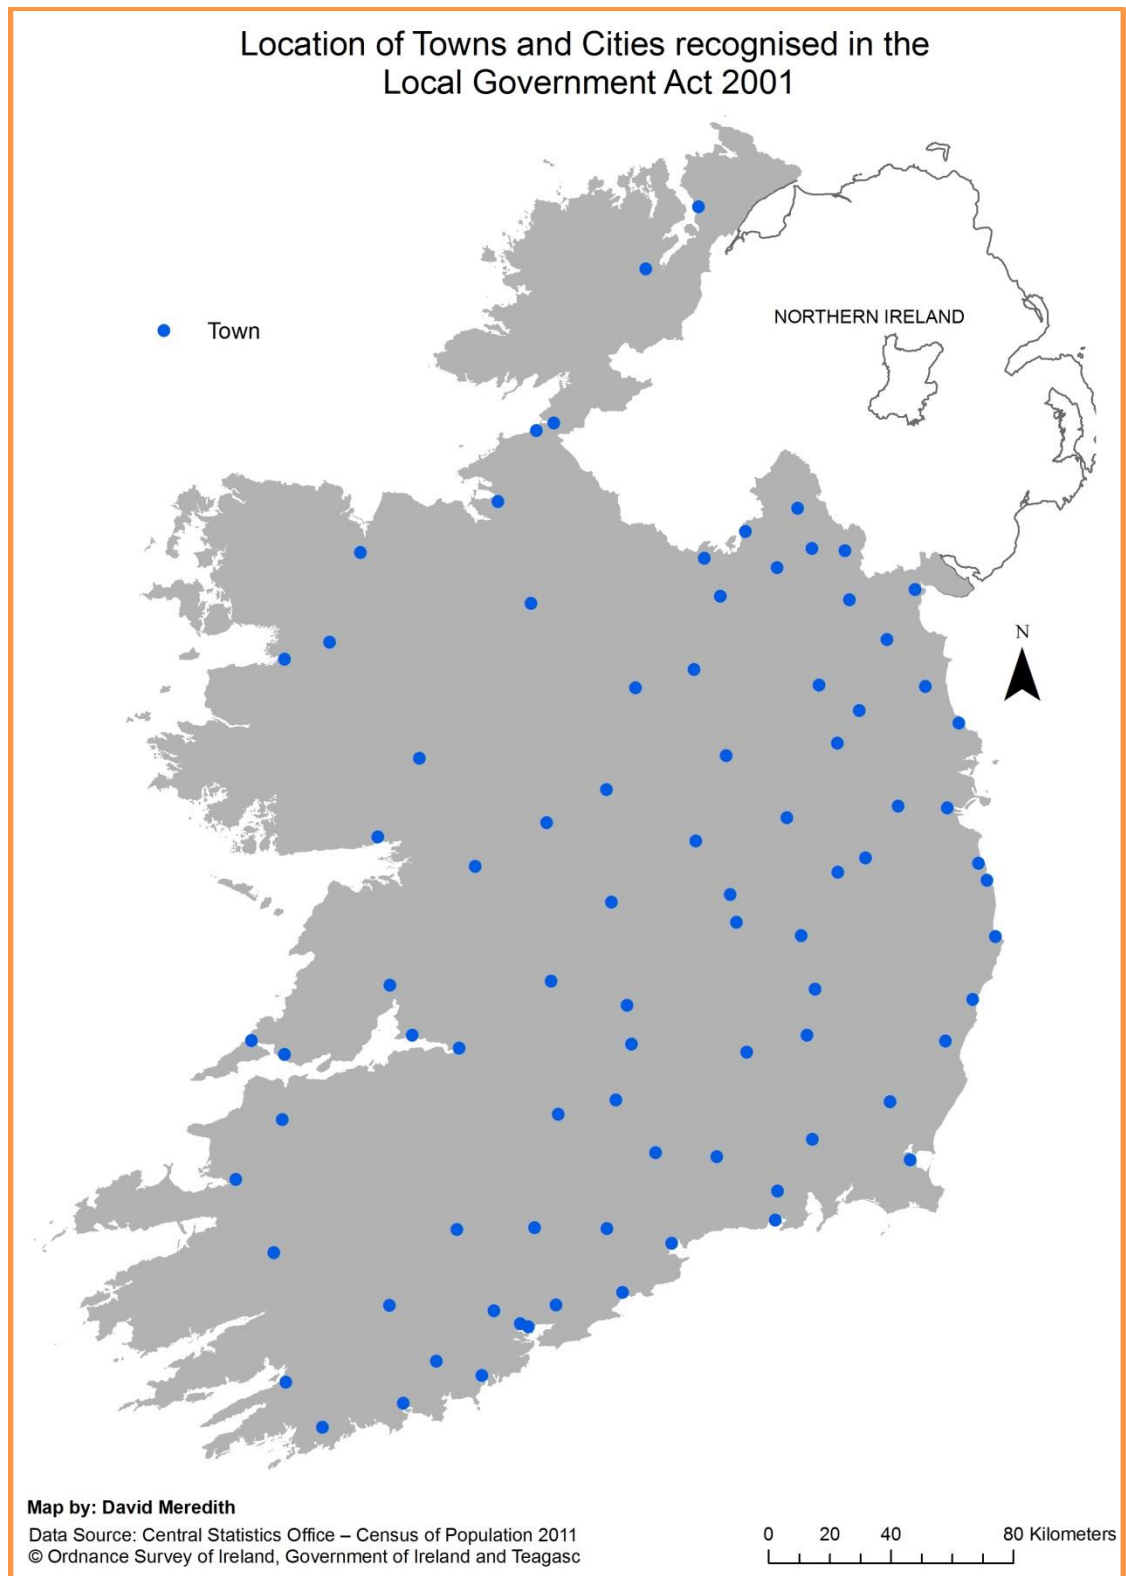 Location of Towns and Cities recognised in the
Local Government Act 2001
NORTHERN IRELAND
Town
N
Map by: David Meredith
Data Source: Central Statistics Office – Census of Population 2011
© Ordnance Survey of Ireland, Government of Ireland and Teagasc
0 20 40 80 Kilometers